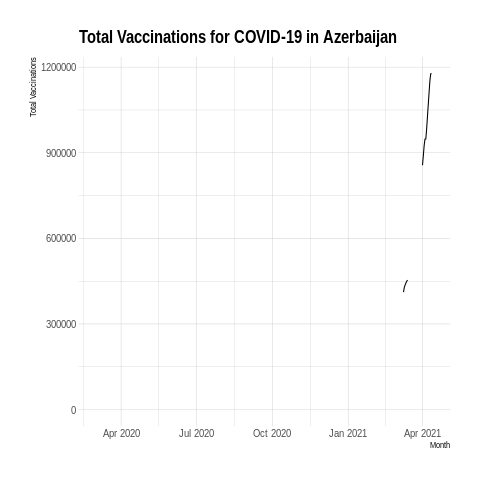 Total Vaccinations for COVID-19 in Azerbaijan
Total Vaccinations
1200000
900000
600000
300000
0
Apr 2020
Jul 2020
Oct 2020
Jan 2021
Apr 2021
Month